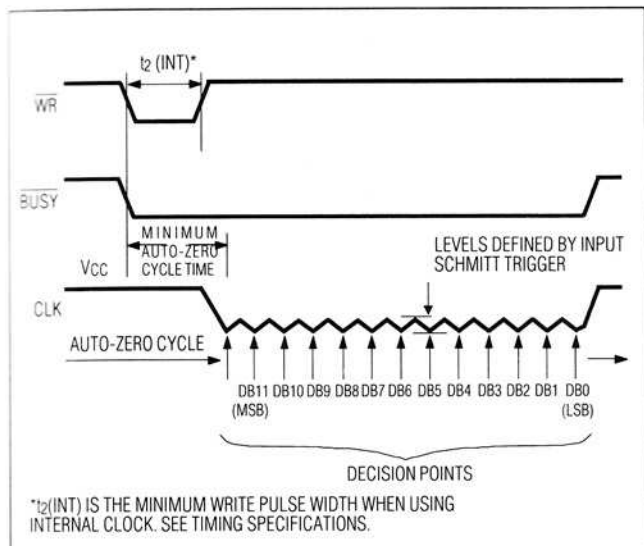 t2 (INT)*
WR
BUSY
MINIMUM
AUTO-ZERO
CYCLE TIME
LEVELS DEFINED BY INPUT
SCHMITT TRIGGER
VCC
CLK
AUTO-ZERO CYCLE
DB11 DB10 DB9 DB8 DB7 DB6 DB5 DB4 DB3 DB2 DB1 DB0
(MSB) (LSB)
DECISION POINTS
*t2(INT) IS THE MINIMUM WRITE PULSE WIDTH WHEN USING
INTERNAL CLOCK. SEE TIMING SPECIFICATIONS.